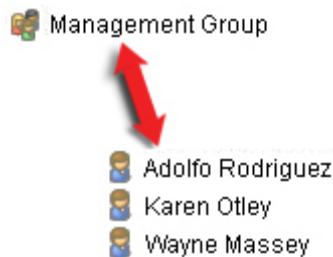 Management Group
Adolfo Rodriguez
Karen Otley
Wayne Massey